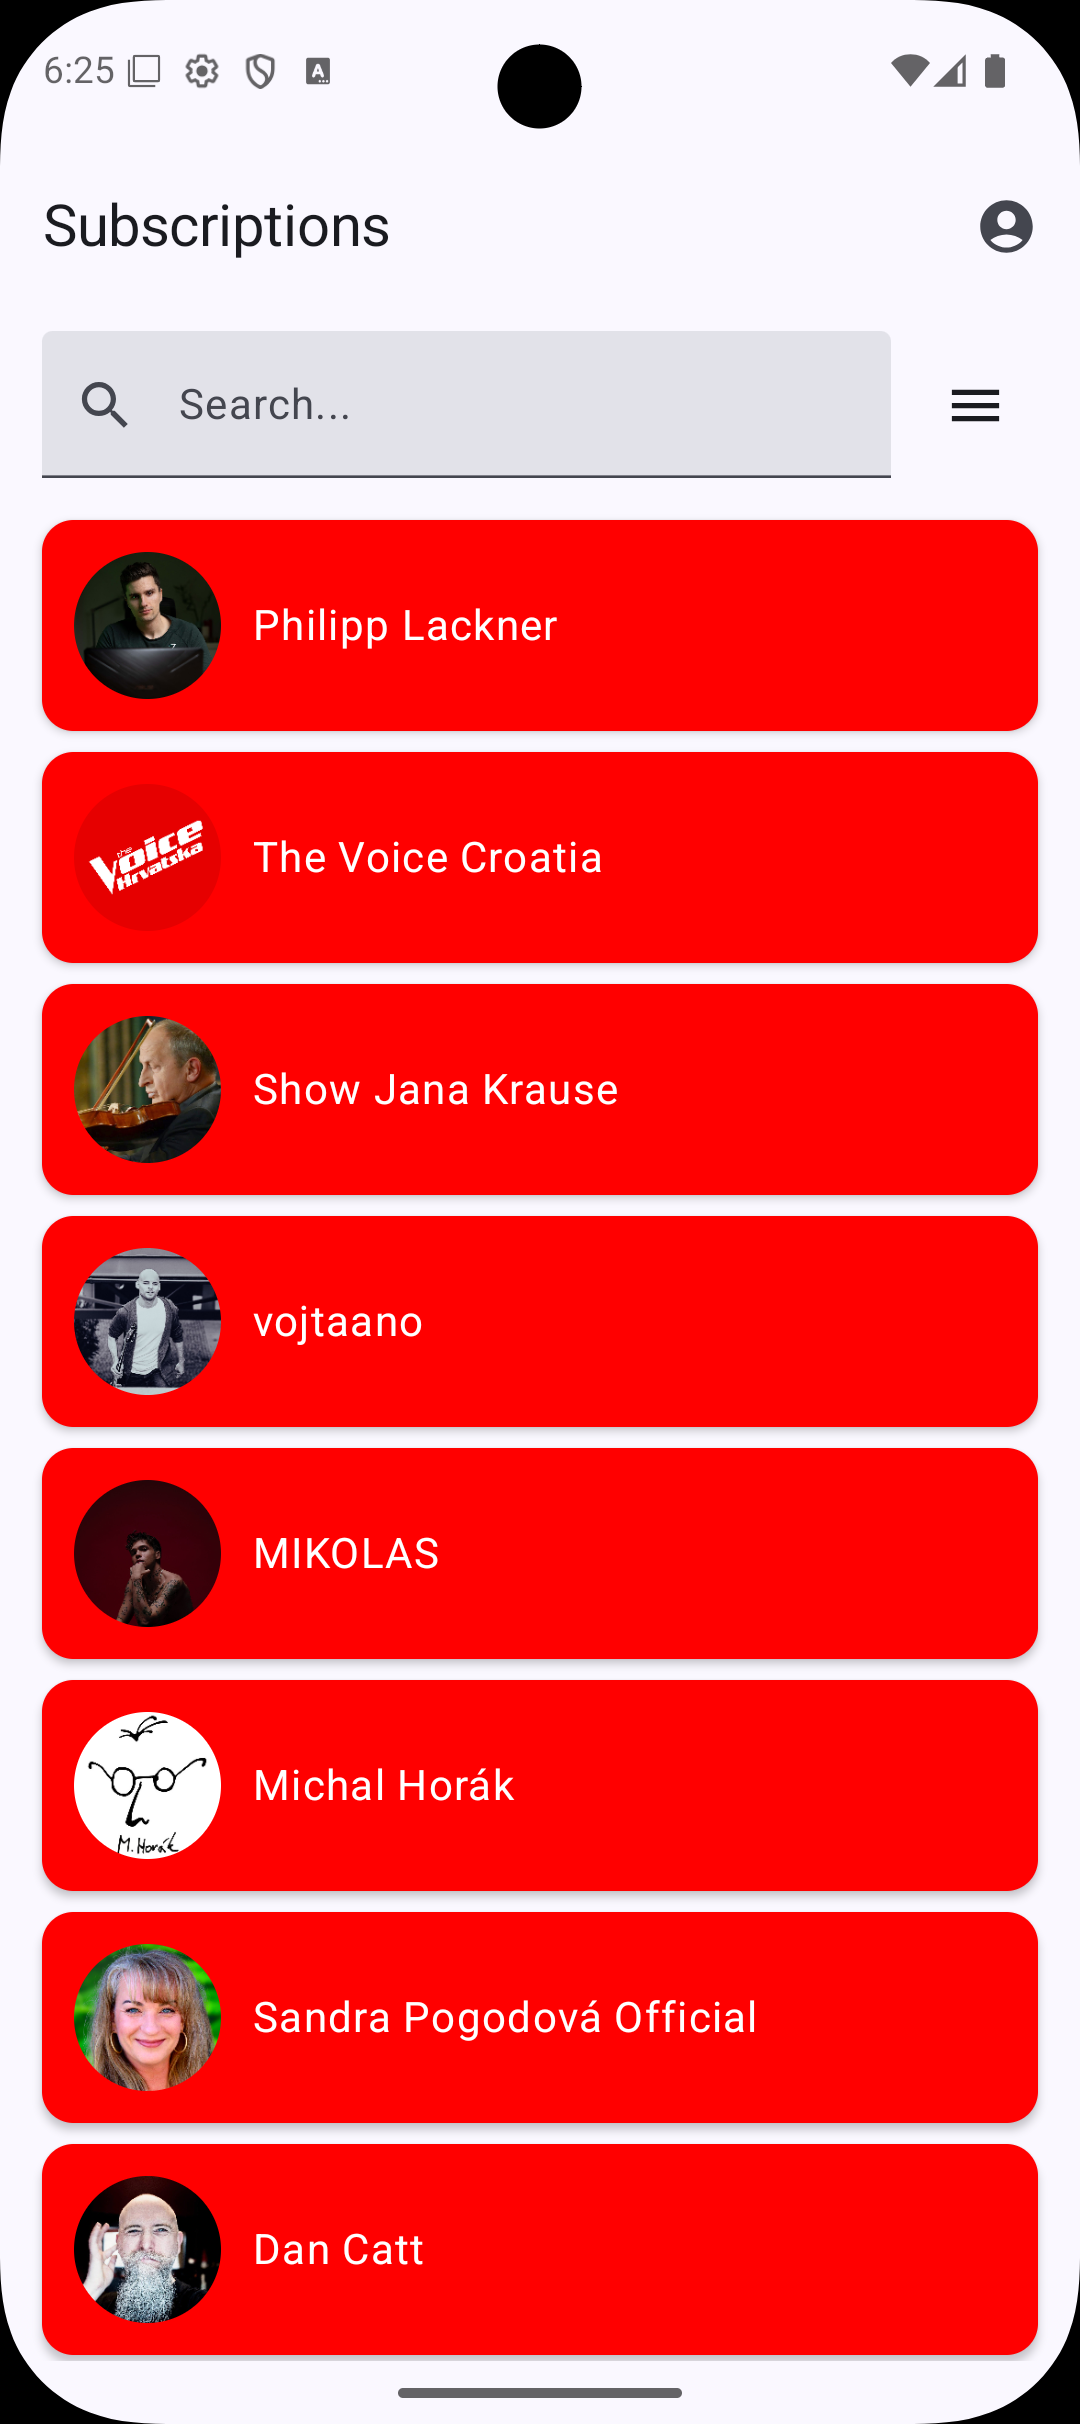 6:25
Subscriptions
Search...
Philipp Lackner
the
Voice
Hrvatska
The Voice Croatia
Show Jana Krause
vojtaano
MIKOLAS
M. Horák
Michal Horák
Sandra Pogodová Official
Dan Catt